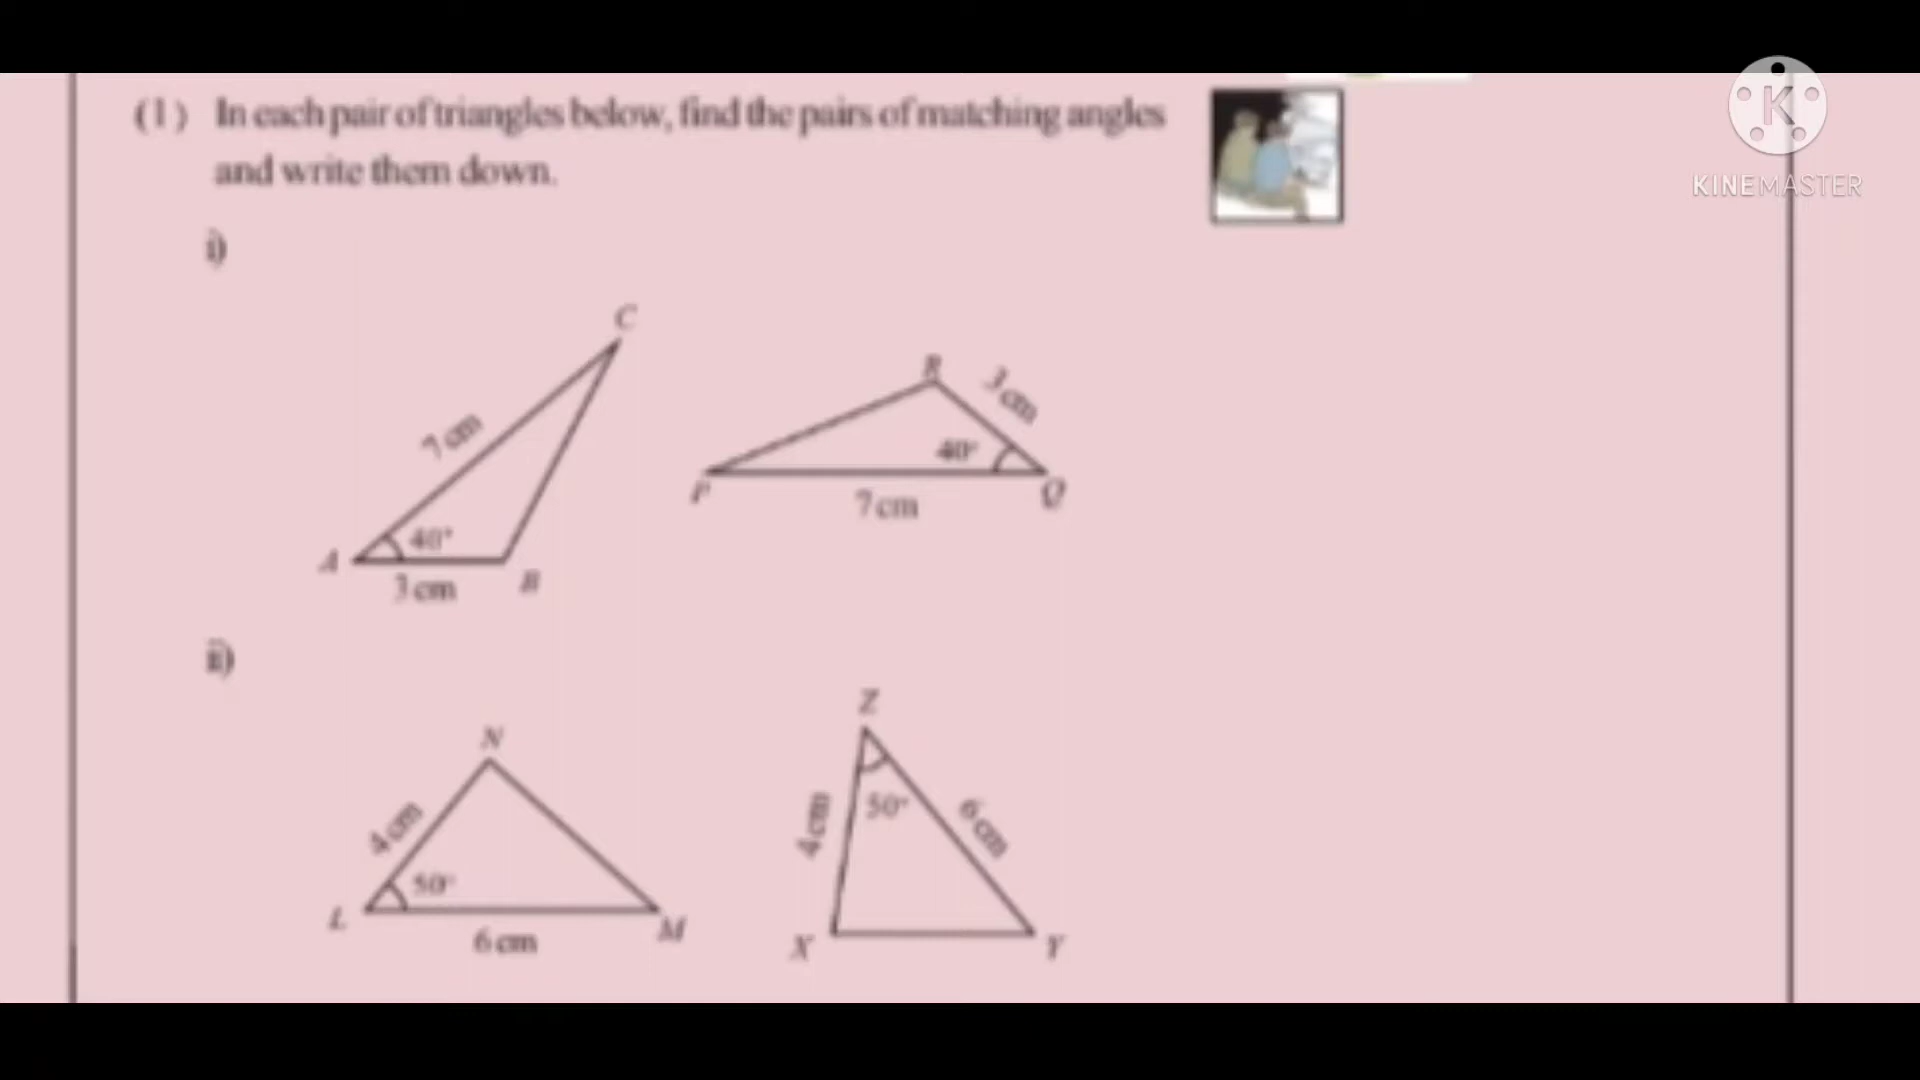 (1) In each pair of triangles below, find the pairs of matching angles
and write them down.
K
KINEMASTER
i)
C
7 cm
A
40°
3 cm
B
R
3 cm
40°
P
Q
7 cm
ii)
N
4 cm
50°
L
M
6 cm
Z
4 cm
50°
6 cm
X
Y